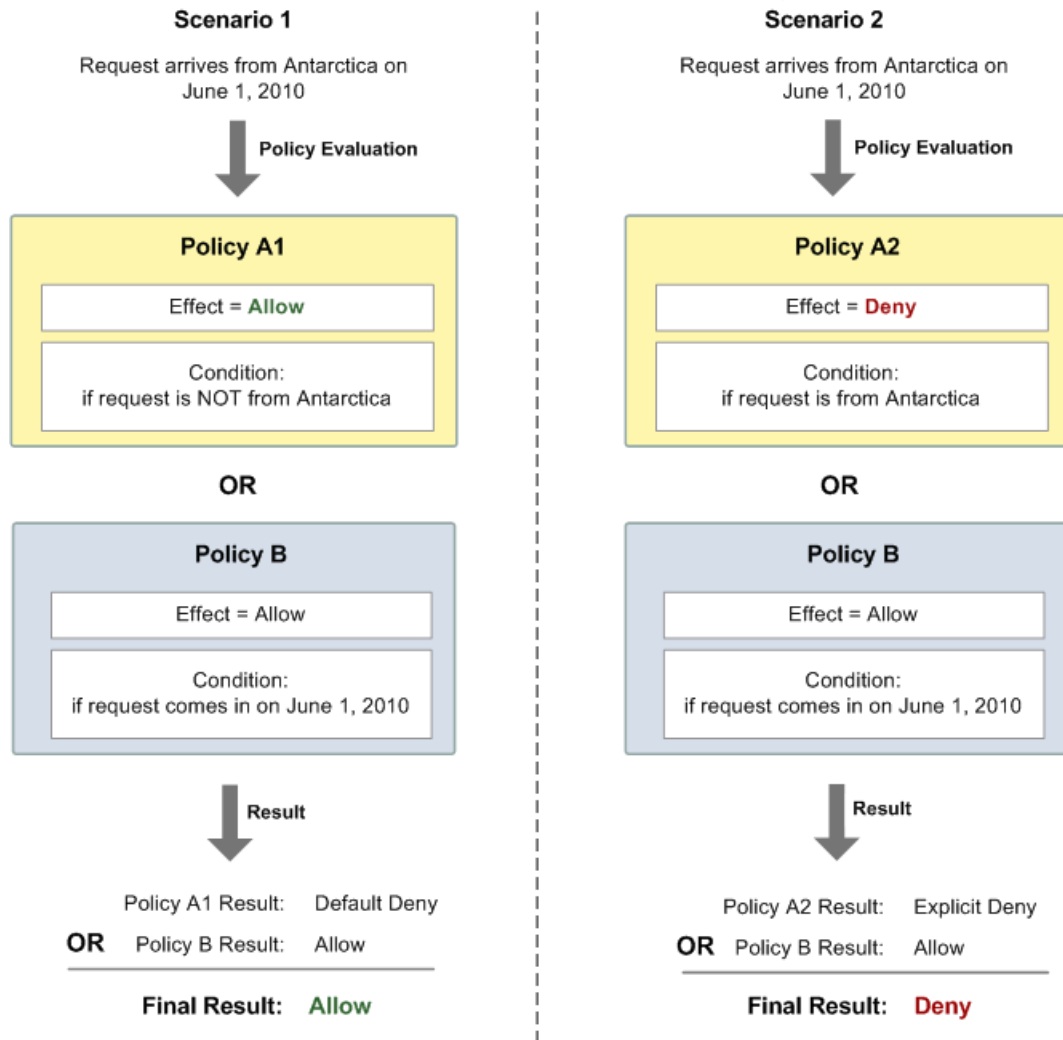 Scenario 1
Request arrives from Antarctica on
June 1, 2010
Policy Evaluation
Policy A1
Effect = Allow
Condition:
if request is NOT from Antarctica
OR
Policy B
Effect = Allow
Condition:
if request comes in on June 1, 2010
Result
Policy A1 Result: Default Deny
OR Policy B Result: Allow
Final Result: Allow
Scenario 2
Request arrives from Antarctica on
June 1, 2010
Policy Evaluation
Policy A2
Effect = Deny
Condition:
if request is from Antarctica
OR
Policy B
Effect = Allow
Condition:
if request comes in on June 1, 2010
Result
Policy A2 Result: Explicit Deny
OR Policy B Result: Allow
Final Result: Deny